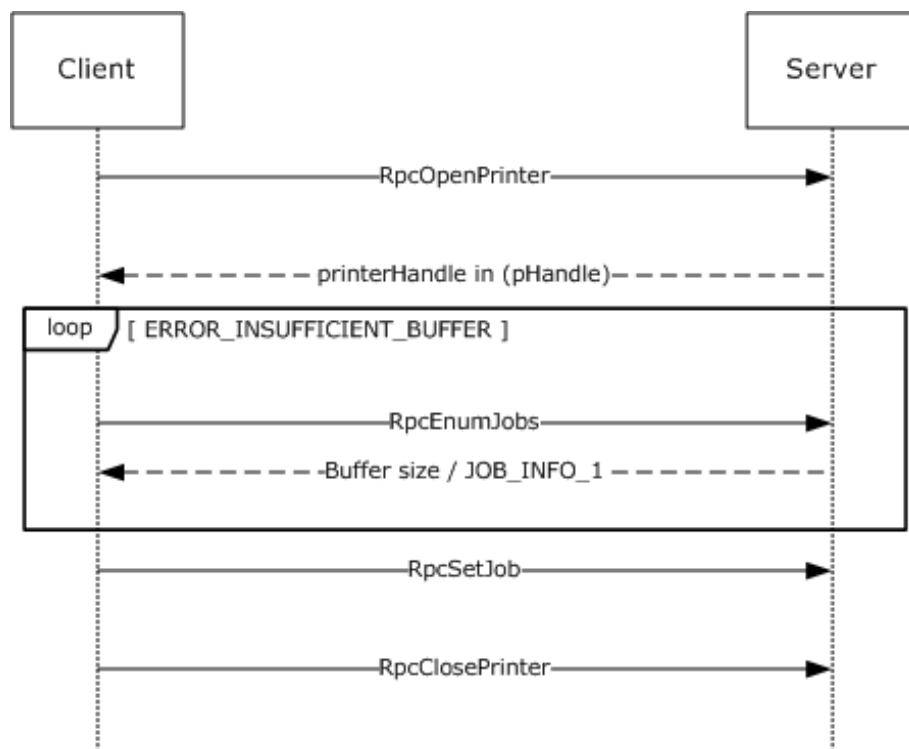 Client
Server
RpcOpenPrinter
printerHandle in (pHandle)
loop
[ ERROR_INSUFFICIENT_BUFFER ]
RpcEnumJobs
Buffer size / JOB_INFO_1
RpcSetJob
RpcClosePrinter